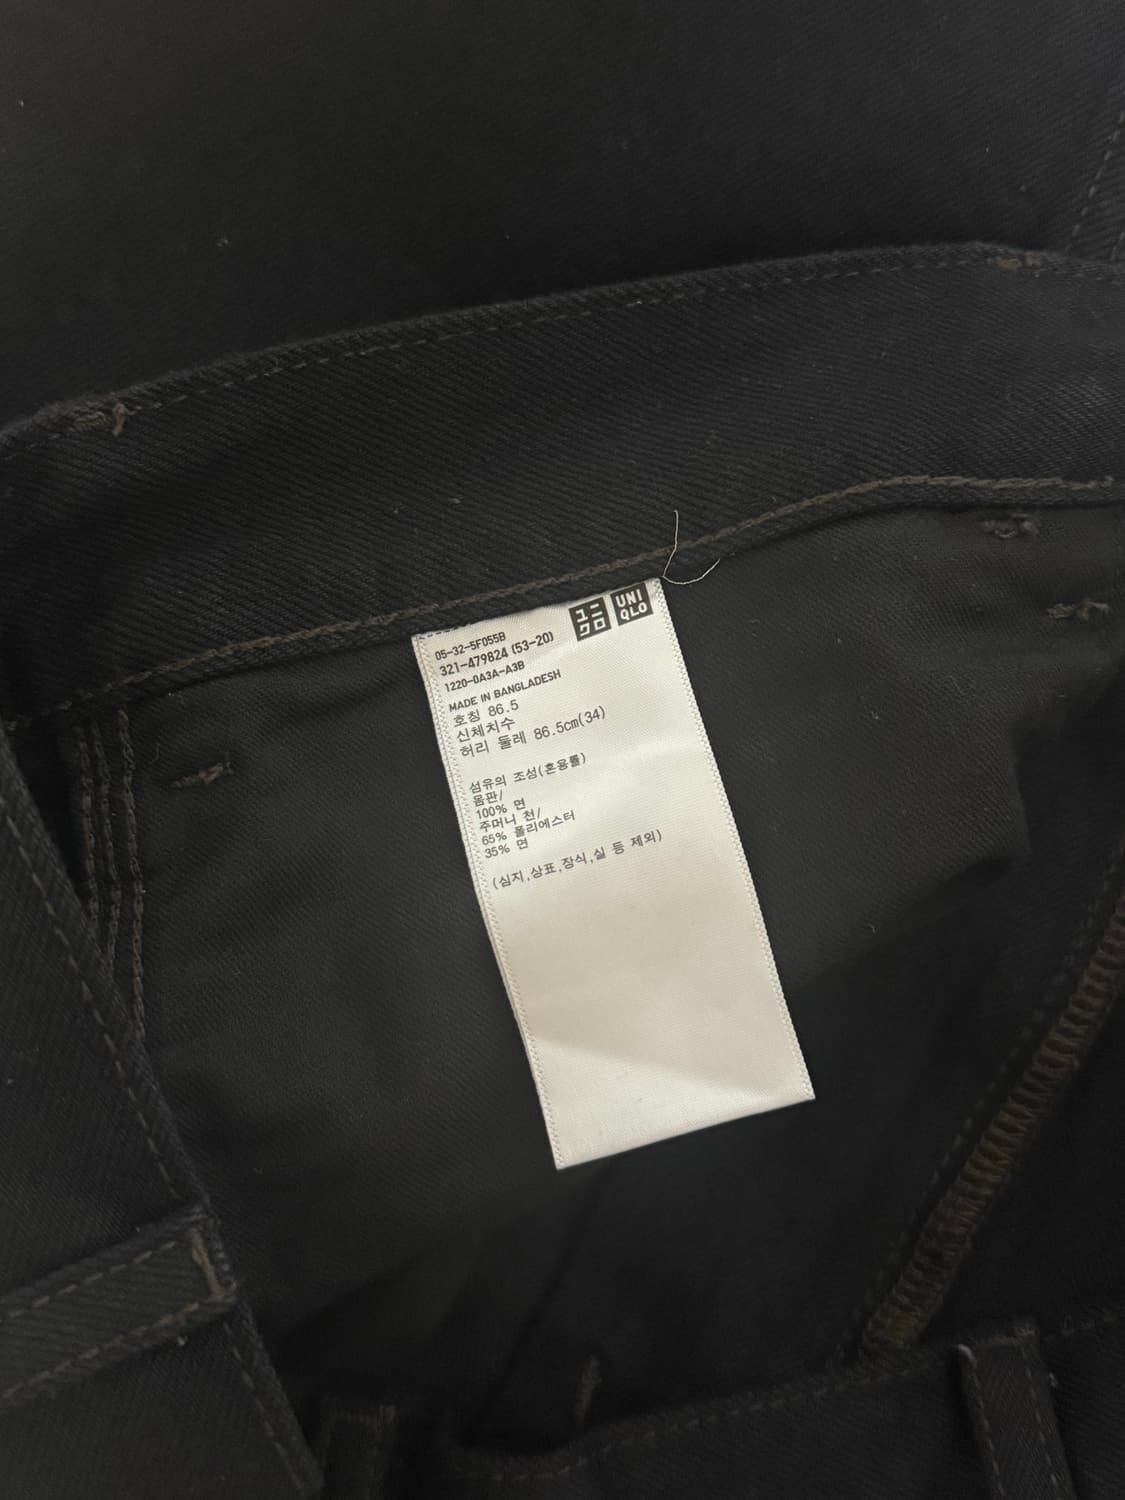 ユニ
クロ
UNI
QLO
05-32-5F055B
321-479824 (53-20)
1220-0A3A-A3B
MADE IN BANGLADESH
호칭 86.5
신체치수
허리 둘레 86.5cm(34)
섬유의 조성(혼용률)
몸판/
100% 면
주머니 천/
65% 폴리에스터
35% 면
(심지,상표,장식,실 등 제외)